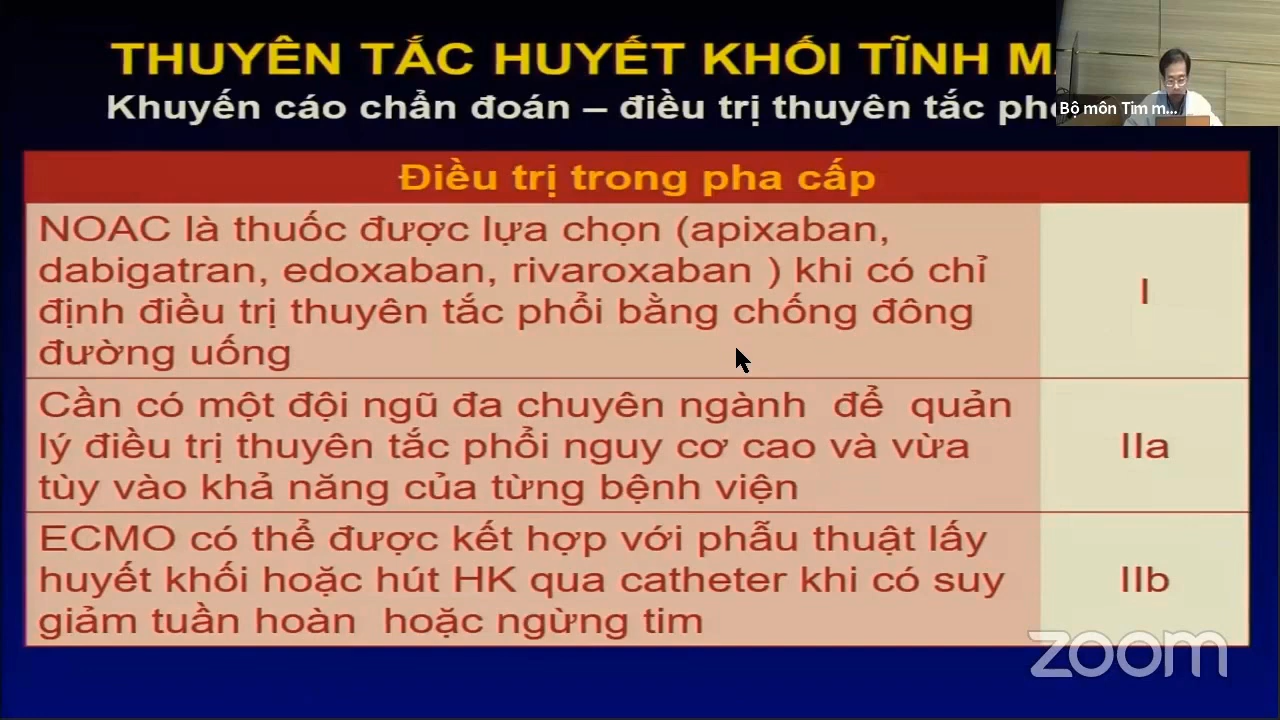 THUYÊN TẮC HUYẾT KHỐI TĨNH
Khuyến cáo chẩn đoán – điều trị thuyên tắc
Bộ môn Tim m...
Điều trị trong pha cấp
NOAC là thuốc được lựa chọn (apixaban,
dabigatran, edoxaban, rivaroxaban ) khi có chỉ
định điều trị thuyên tắc phổi bằng chống đông
đường uống
I
Cần có một đội ngũ đa chuyên ngành để quản
lý điều trị thuyên tắc phổi nguy cơ cao và vừa
tùy vào khả năng của từng bệnh viện
IIa
ECMO có thể được kết hợp với phẫu thuật lấy
huyết khối hoặc hút HK qua catheter khi có suy
giảm tuần hoàn hoặc ngừng tim
IIb
zoom